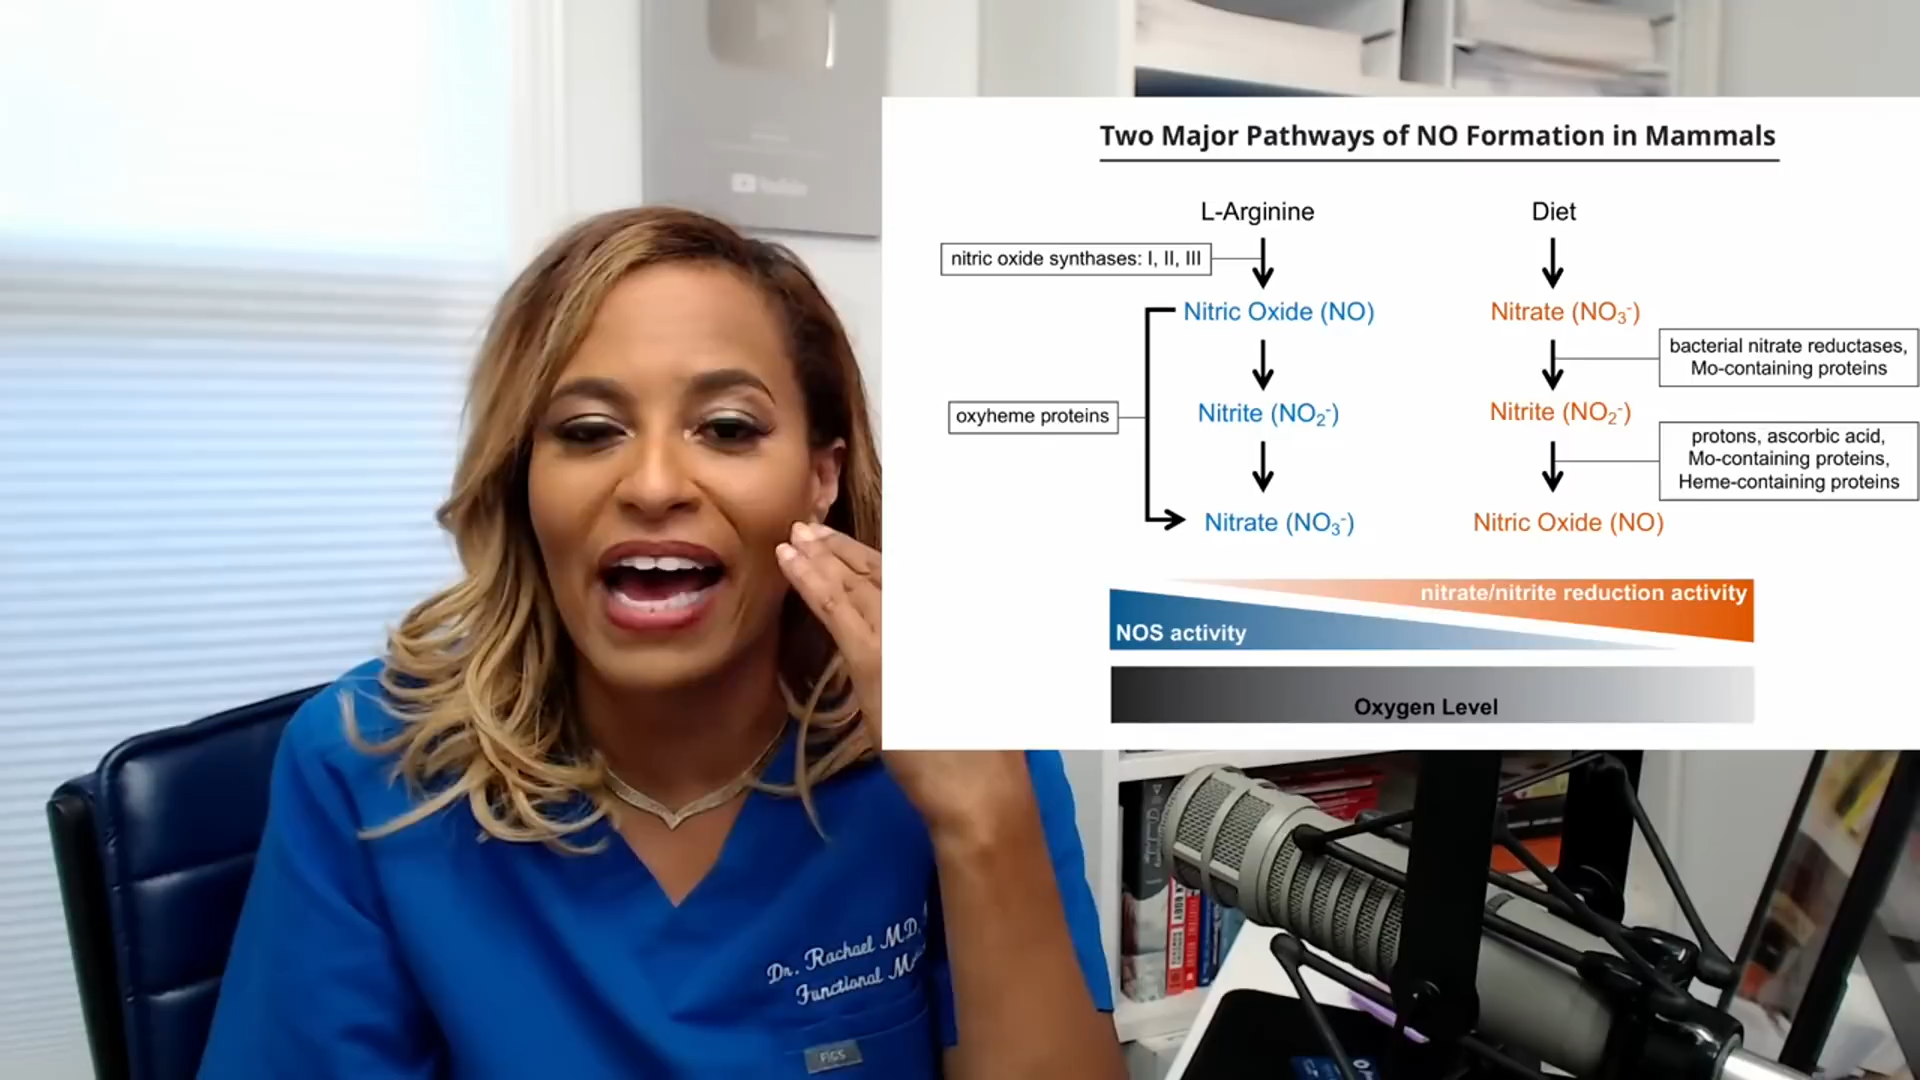 YouTube
Two Major Pathways of NO Formation in Mammals
L-Arginine
Diet
nitric oxide synthases: I, II, III
Nitric Oxide (NO)
Nitrate (NO₃⁻)
bacterial nitrate reductases,
Mo-containing proteins
oxyheme proteins
Nitrite (NO₂⁻)
Nitrite (NO₂⁻)
protons, ascorbic acid,
Mo-containing proteins,
Heme-containing proteins
Nitrate (NO₃⁻)
Nitric Oxide (NO)
nitrate/nitrite reduction activity
NOS activity
Oxygen Level
Dr. Rachael MD,
Functional
FIGS